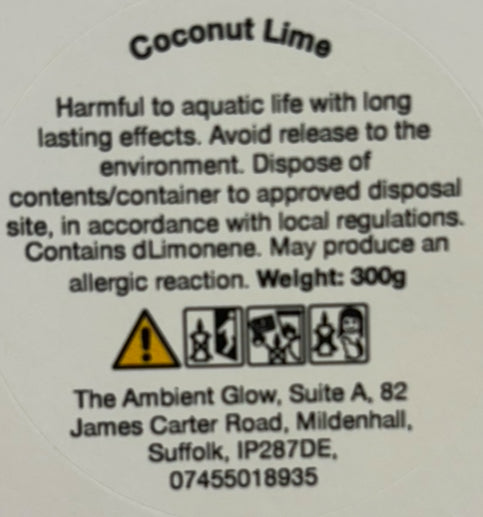 Coconut Lime
Harmful to aquatic life with long
lasting effects. Avoid release to the
environment. Dispose of
contents/container to approved disposal
site, in accordance with local regulations.
Contains dLimonene. May produce an
allergic reaction. Weight: 300g
The Ambient Glow, Suite A, 82
James Carter Road, Mildenhall,
Suffolk, IP287DE,
07455018935